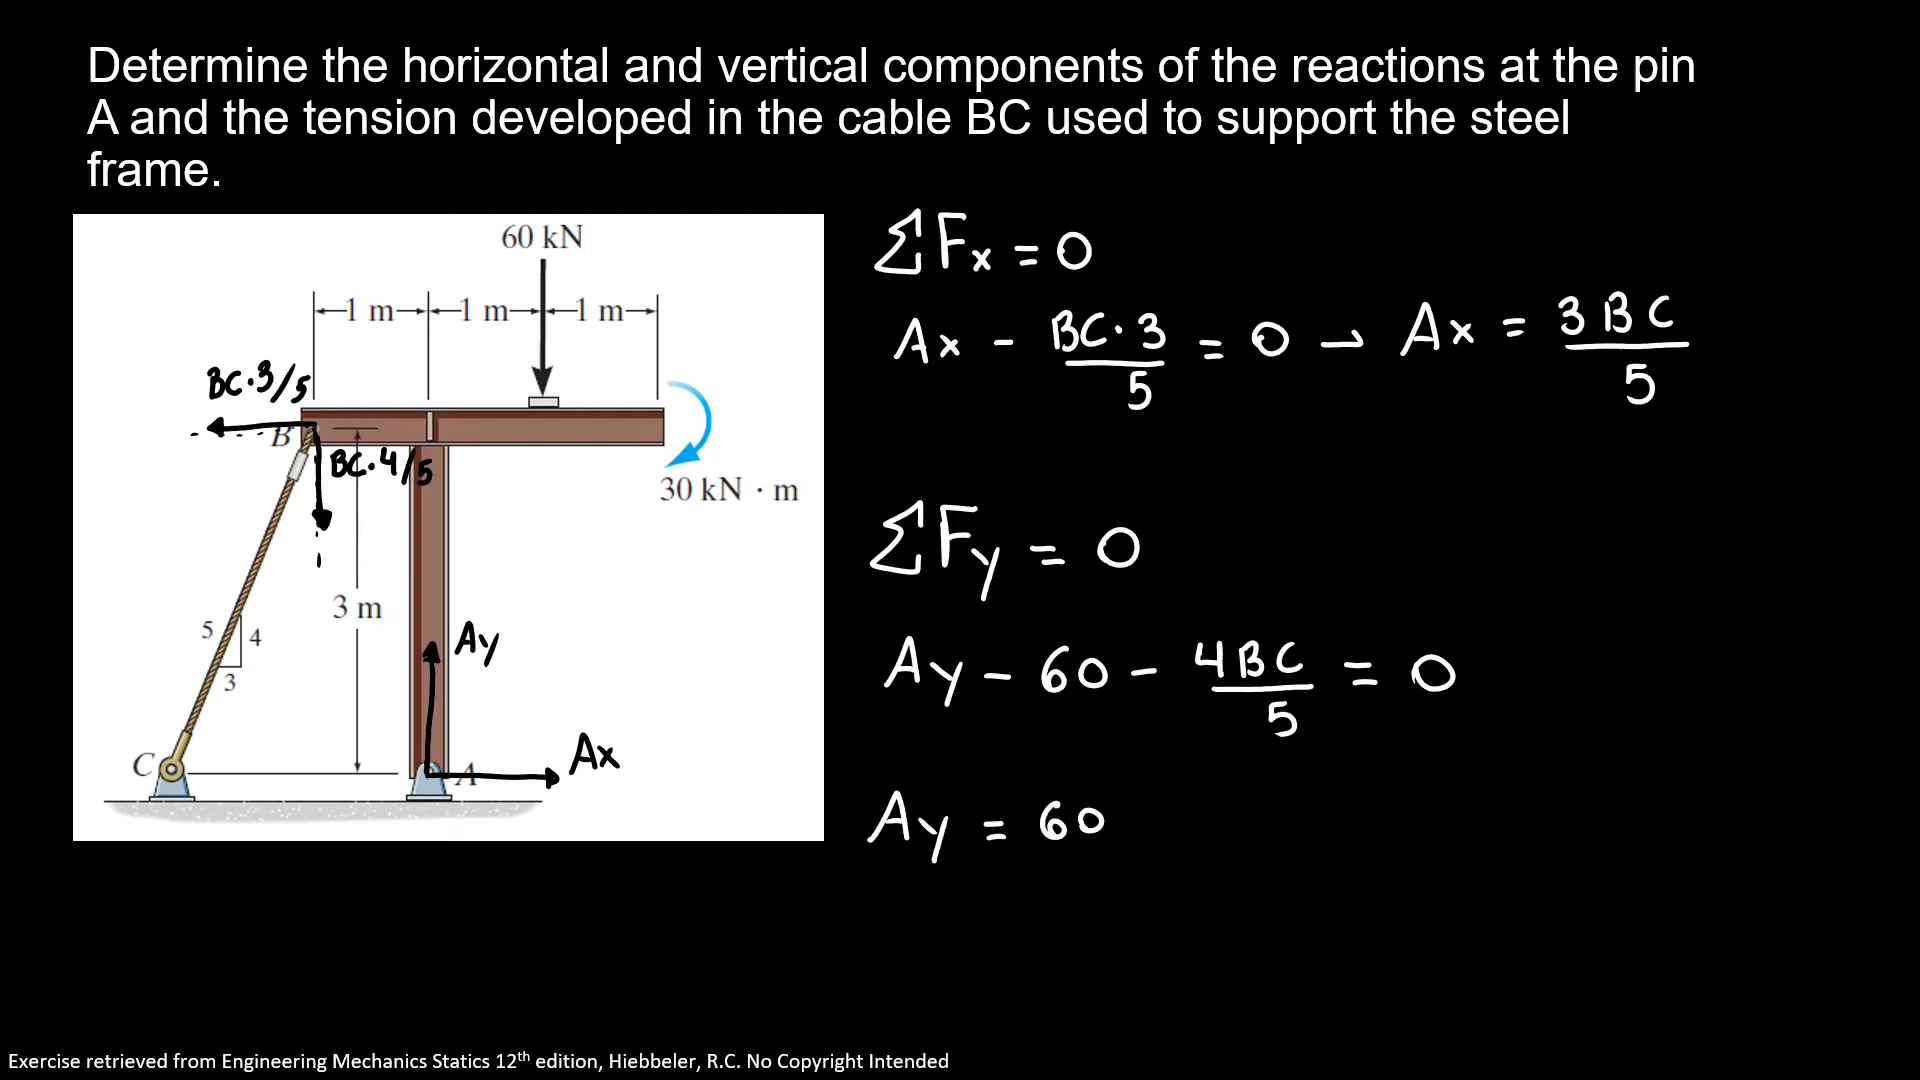 Determine the horizontal and vertical components of the reactions at the pin
A and the tension developed in the cable BC used to support the steel
frame.
60 kN
1 m 1 m 1 m
BC·3/5
B
BC·4/5
30 kN · m
3 m
5 4
3
Ay
C
A
Ax
ΣFx = 0
Ax - BC·3/5 = 0 → Ax = 3BC/5
ΣFy = 0
Ay - 60 - 4BC/5 = 0
Ay = 60
Exercise retrieved from Engineering Mechanics Statics 12th edition, Hiebbeler, R.C. No Copyright Intended